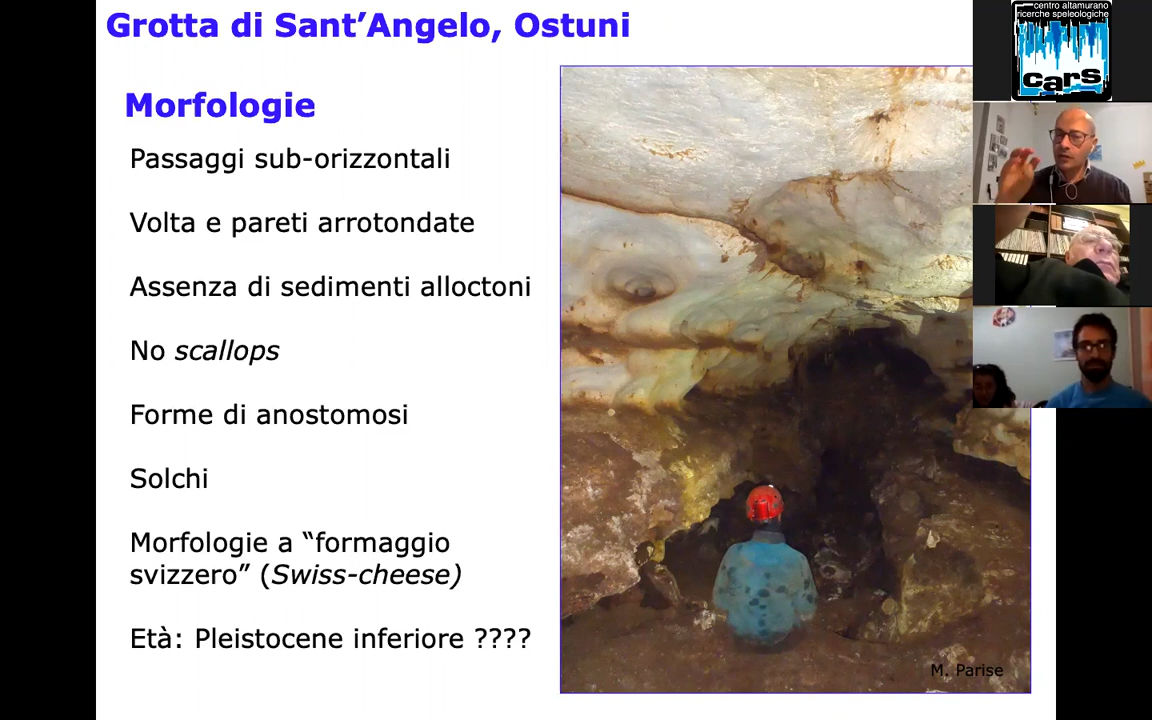 Grotta di Sant’Angelo, Ostuni
Morfologie
Passaggi sub-orizzontali
Volta e pareti arrotondate
Assenza di sedimenti alloctoni
No scallops
Forme di anostomosi
Solchi
Morfologie a “formaggio
svizzero” (Swiss-cheese)
Età: Pleistocene inferiore ????
M. Parise
centro altamurano
ricerche speleologiche
cars